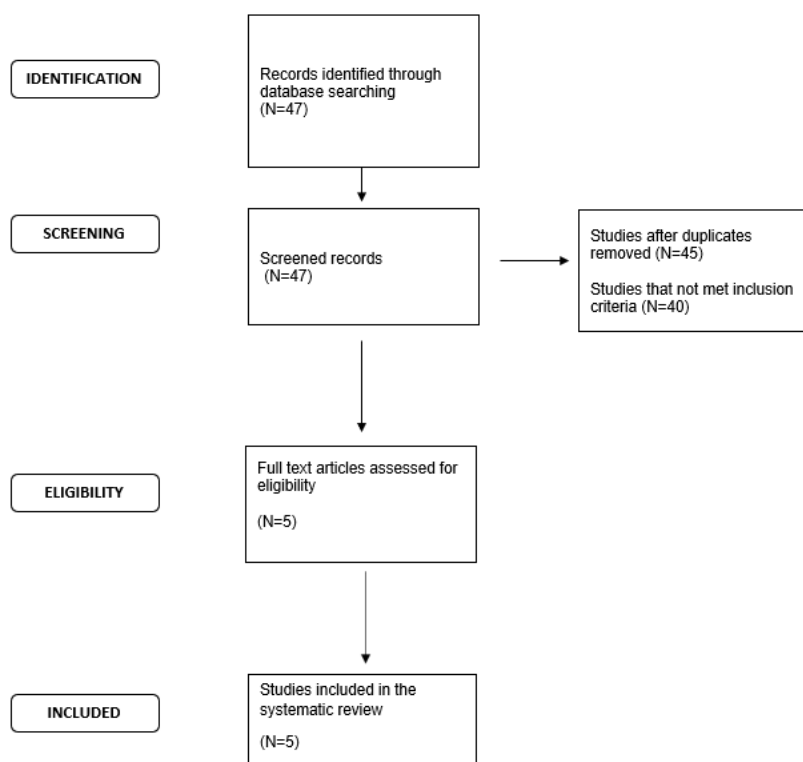 IDENTIFICATION
Records identified through
database searching
(N=47)
SCREENING
Screened records
(N=47)
Studies after duplicates
removed (N=45)
Studies that not met inclusion
criteria (N=40)
ELIGIBILITY
Full text articles assessed for
eligibility
(N=5)
INCLUDED
Studies included in the
systematic review
(N=5)